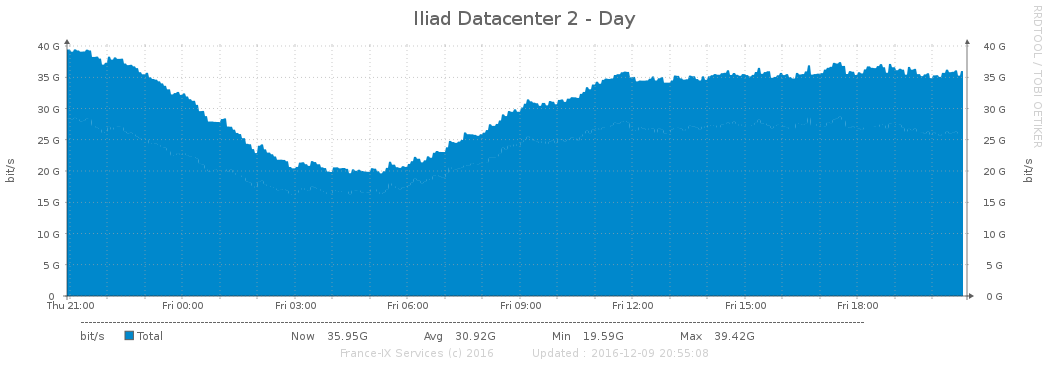 Iliad Datacenter 2 - Day
RRDTOOL / TOBI OETIKER
40 G 40 G
35 G 35 G
30 G 30 G
25 G 25 G
20 G 20 G
15 G 15 G
10 G 10 G
5 G 5 G
0 0 G
bit/s bit/s
Thu 21:00 Fri 00:00 Fri 03:00 Fri 06:00 Fri 09:00 Fri 12:00 Fri 15:00 Fri 18:00
bit/s Total Now 35.95G Avg 30.92G Min 19.59G Max 39.42G
France-IX Services (c) 2016 Updated : 2016-12-09 20:55:08